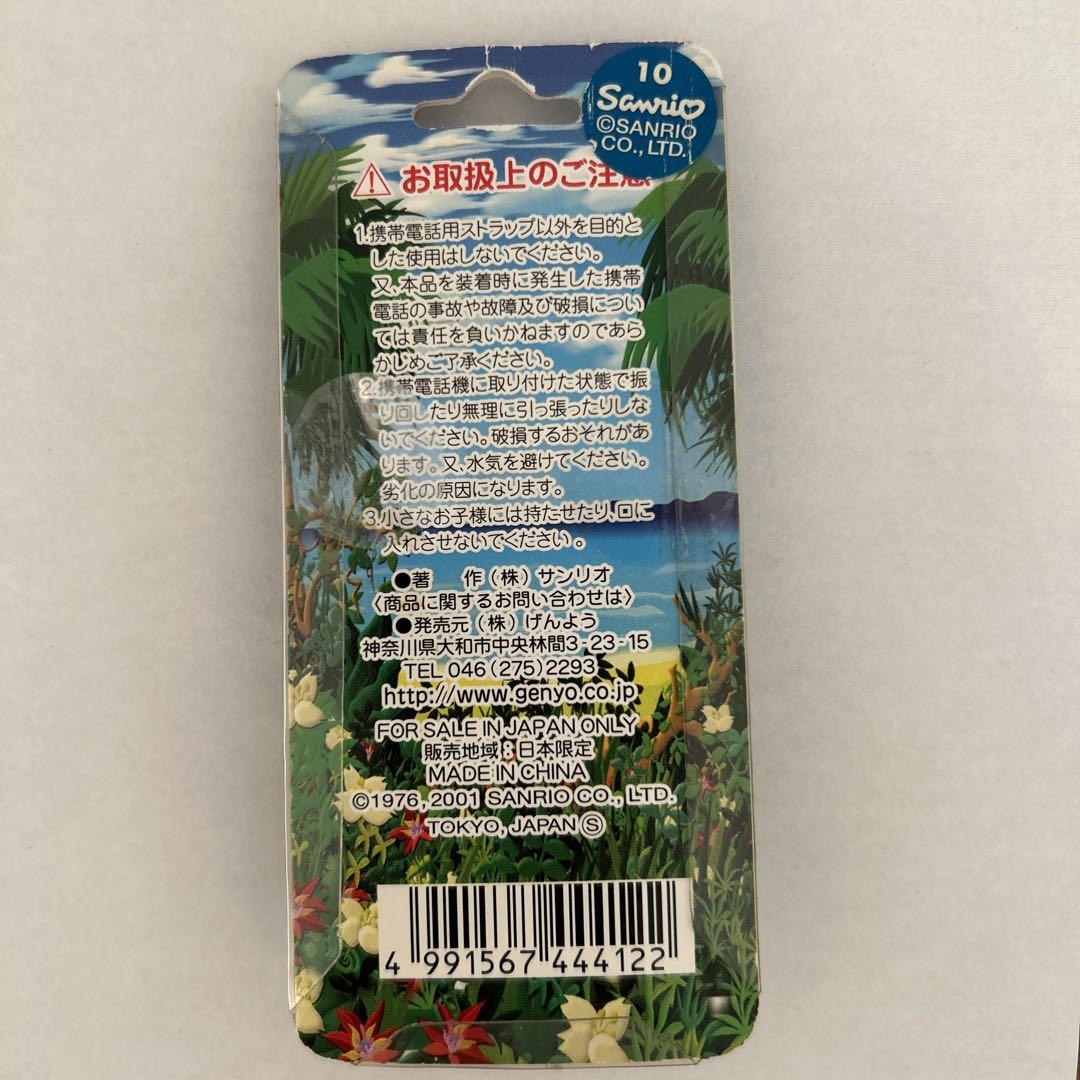 10
Sanrio
©SANRIO
CO., LTD.
お取扱上のご注意
1.携帯電話用ストラップ以外を目的と
した使用はしないでください。
又、本品を装着時に発生した携帯
電話の事故や故障及び破損につい
ては責任を負いかねますのであら
かじめご了承ください。
2.携帯電話機に取り付けた状態で振
り回したり無理に引っ張ったりしな
いでください。破損するおそれがあ
ります。又、水気を避けてください。
劣化の原因になります。
3.小さなお子様には持たせたり、口に
入れさせないでください。
●著　作(株)サンリオ
〈商品に関するお問い合わせは〉
●発売元(株)げんよう
神奈川県大和市中央林間3-23-15
TEL 046(275)2293
http://www.genyo.co.jp
FOR SALE IN JAPAN ONLY
販売地域:日本限定
MADE IN CHINA
©1976, 2001 SANRIO CO., LTD.
TOKYO, JAPAN Ⓢ
4 991567 444122